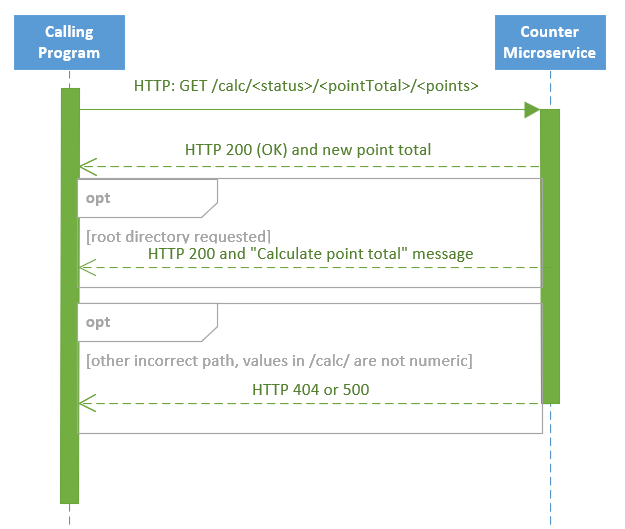 Calling
Program
Counter
Microservice
HTTP: GET /calc/<status>/<pointTotal>/<points>
HTTP 200 (OK) and new point total
opt
[root directory requested]
HTTP 200 and "Calculate point total" message
opt
[other incorrect path, values in /calc/ are not numeric]
HTTP 404 or 500